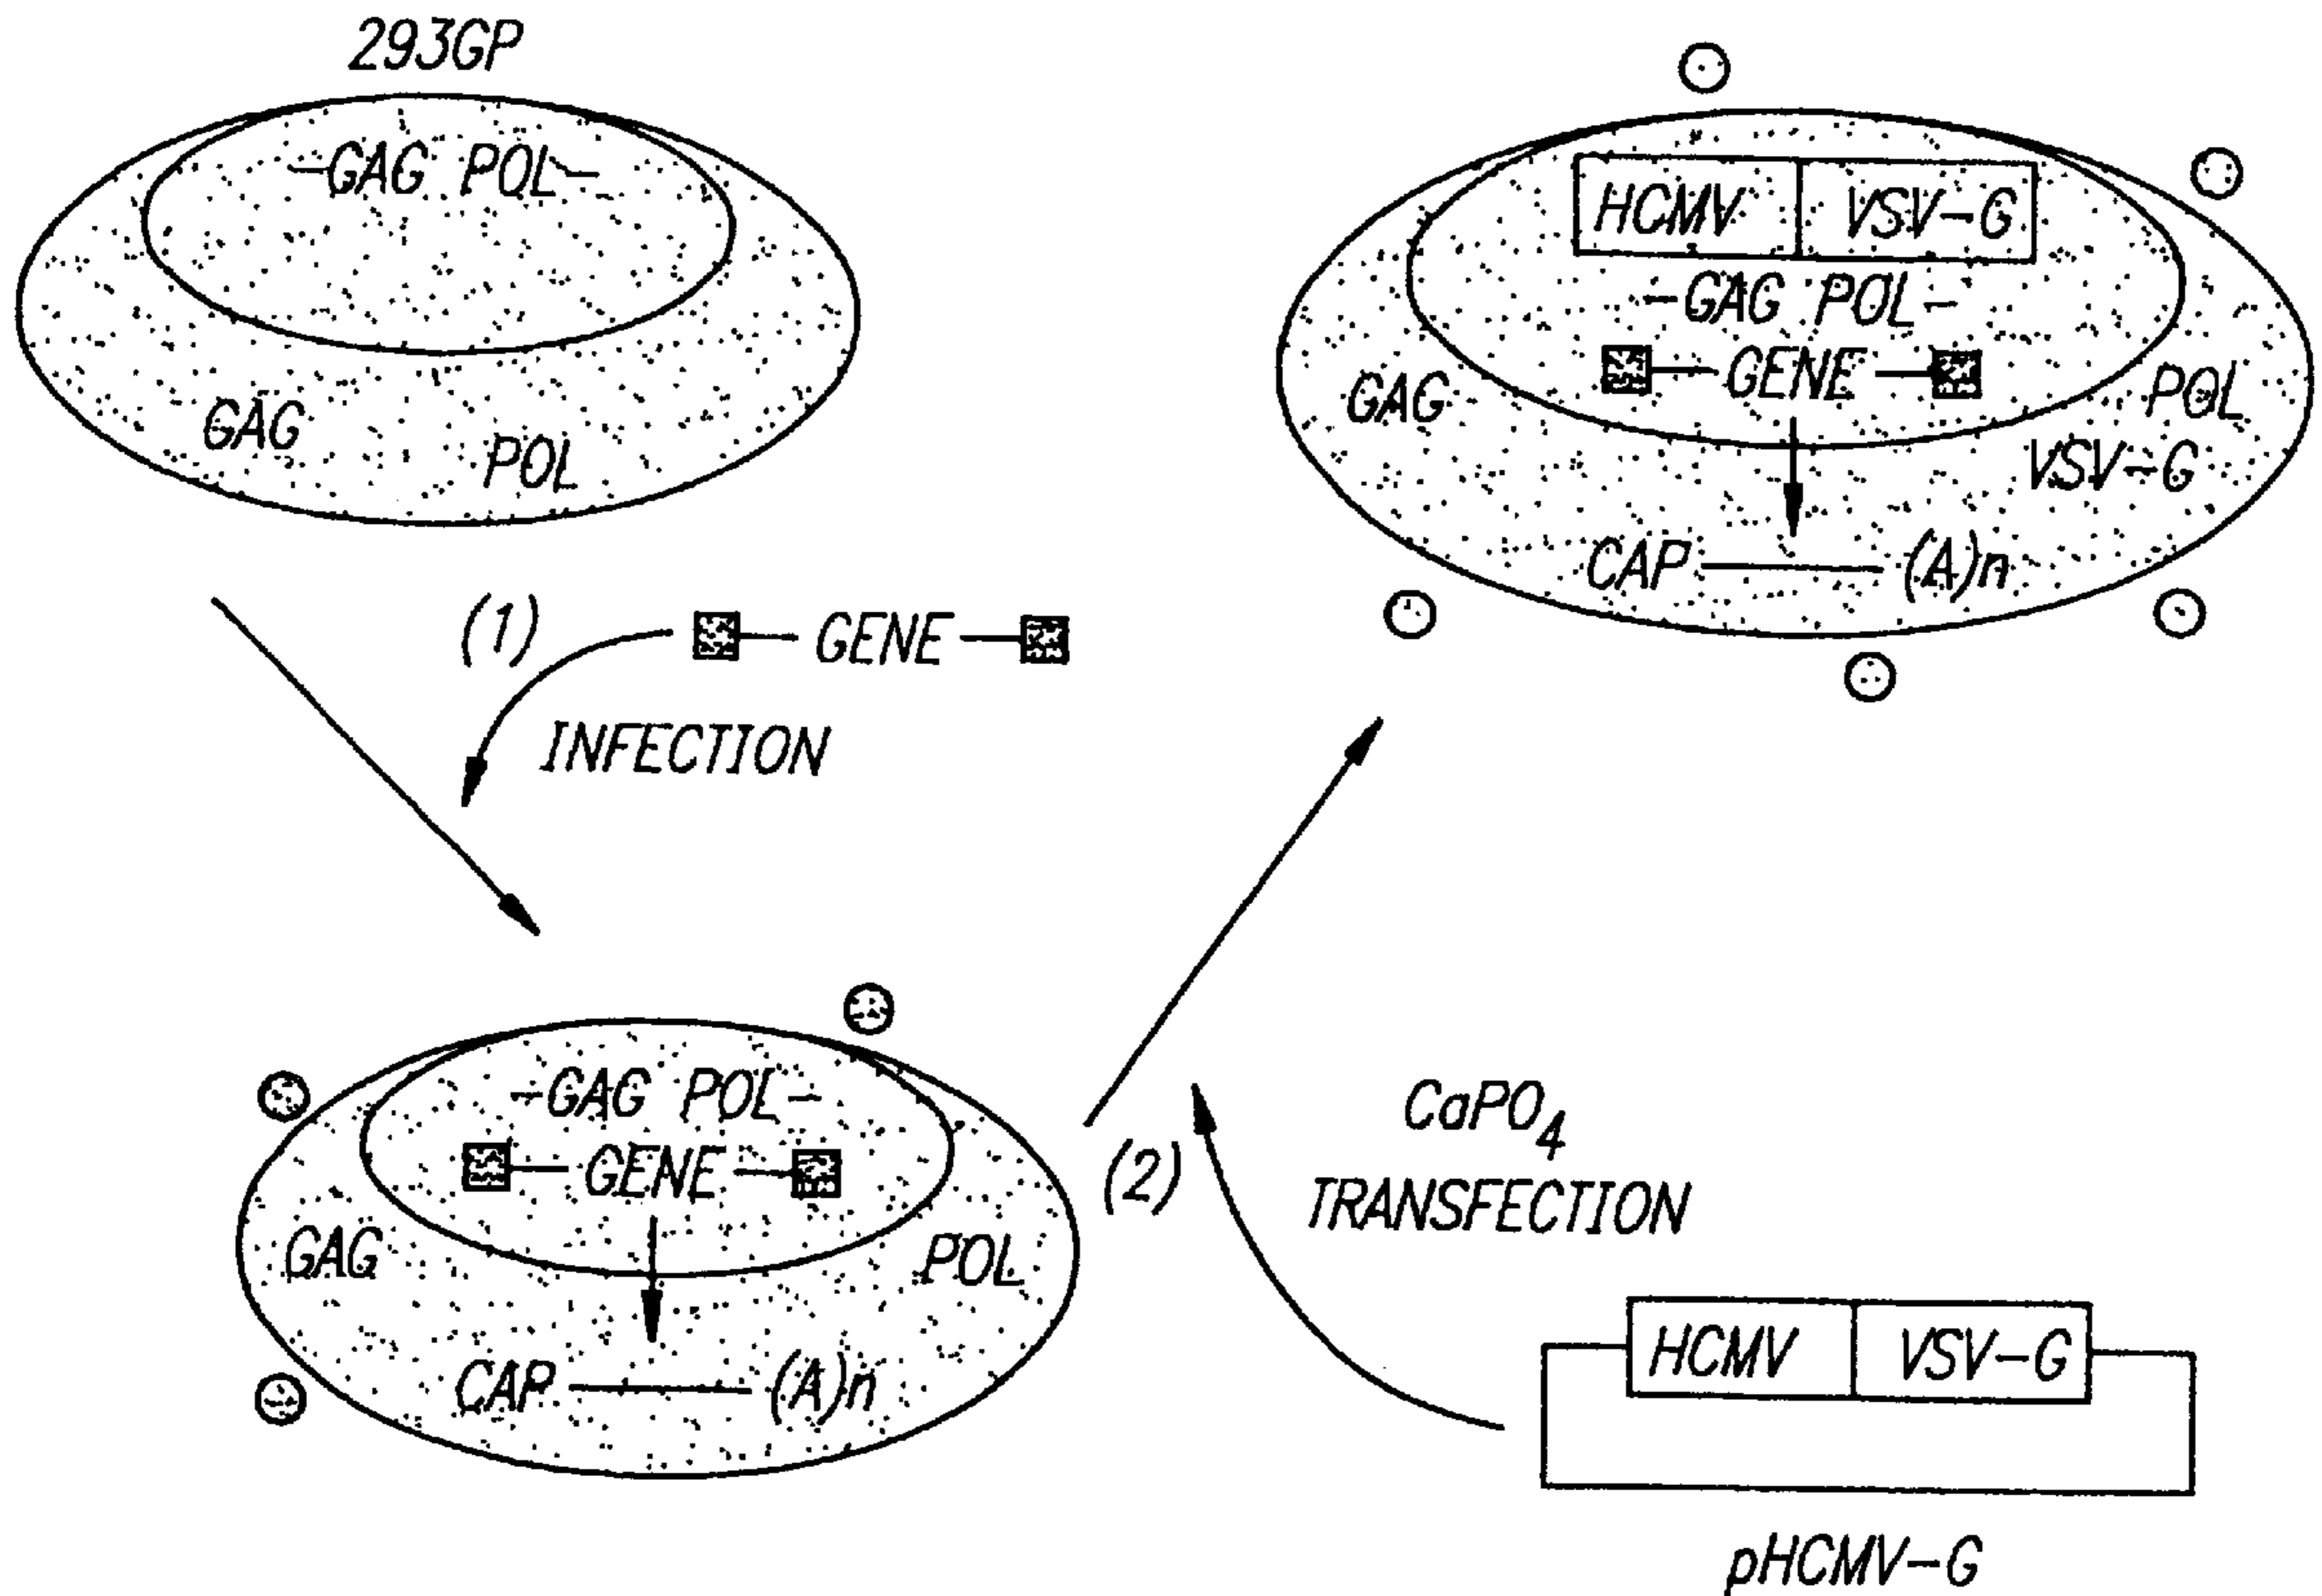 293GP
-GAG POL-
GAG
POL
(1)
GENE
INFECTION
-GAG POL-
GENE
GAG
POL
CAP (A)n
(2)
CaPO4
TRANSFECTION
HCMV VSV-G
pHCMV-G
HCMV VSV-G
-GAG POL-
GENE
GAG
POL
VSV-G
CAP (A)n